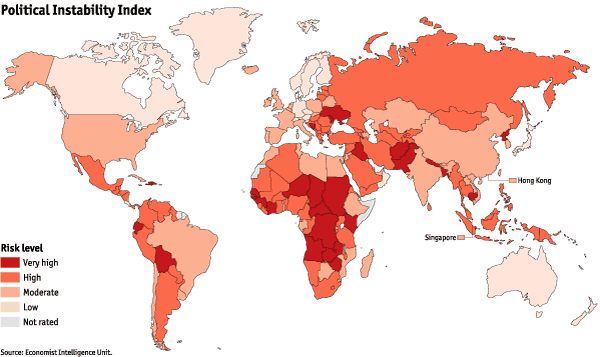 Political Instability Index
Hong Kong
Singapore
Risk level
Very high
High
Moderate
Low
Not rated
Source: Economist Intelligence Unit.